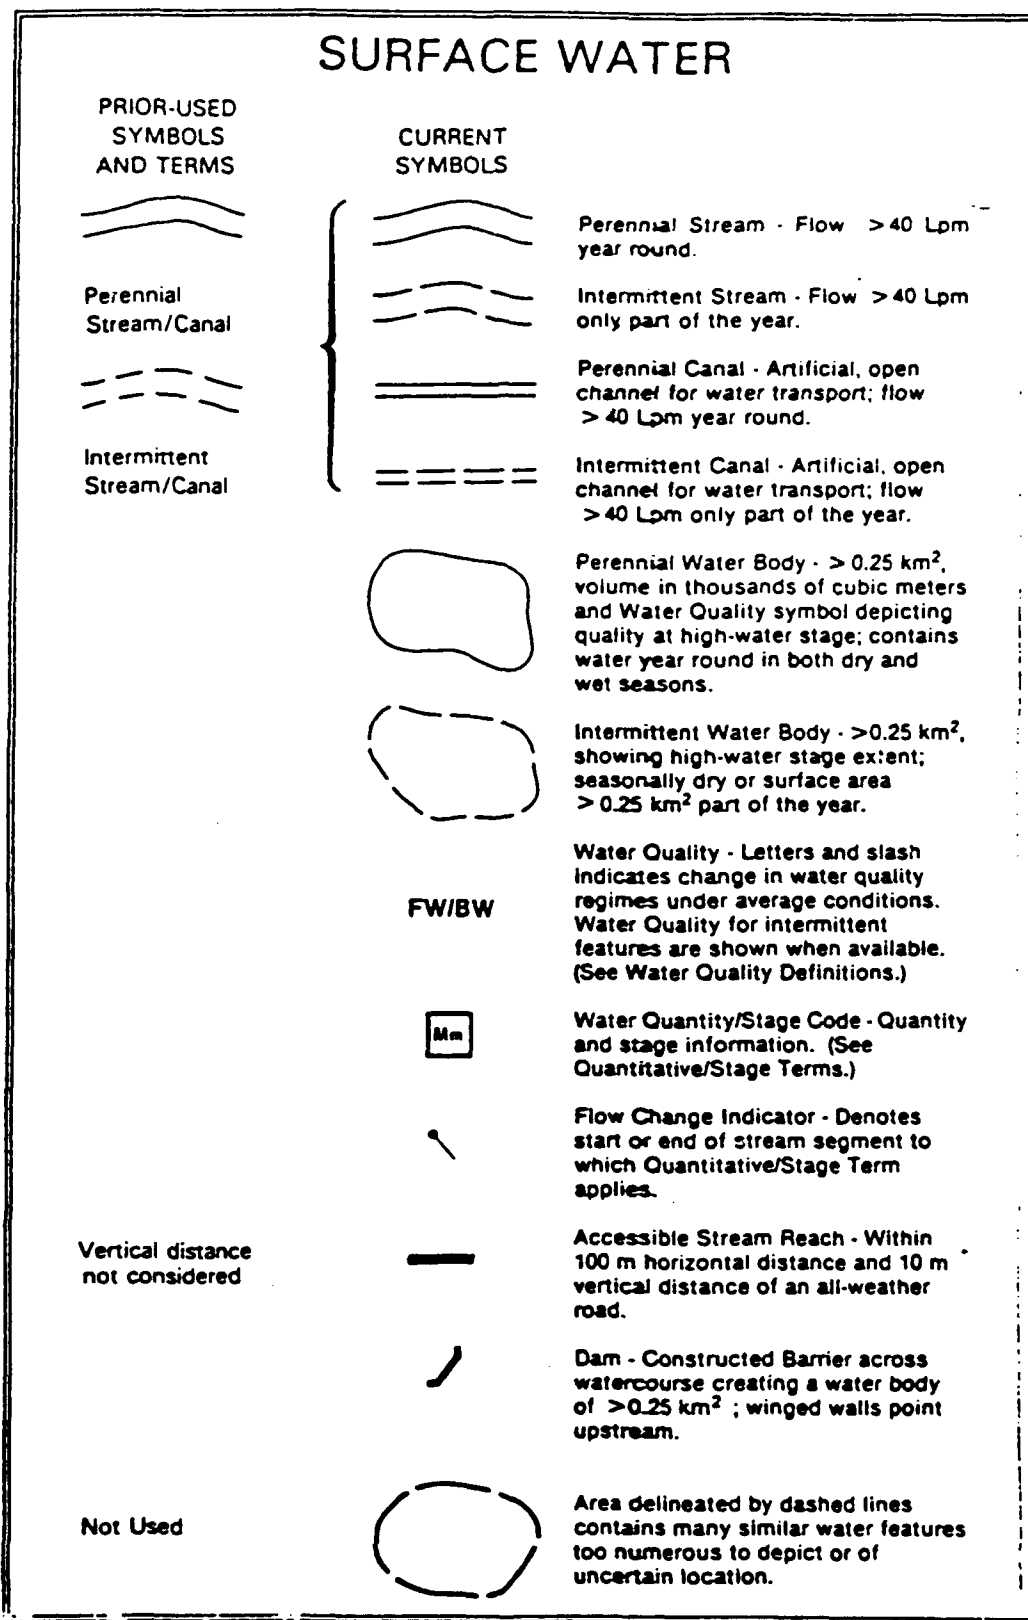 SURFACE WATER
PRIOR-USED
SYMBOLS
AND TERMS
CURRENT
SYMBOLS
Perennial Stream - Flow >40 Lpm
year round.
Perennial
Stream/Canal
Intermittent Stream - Flow >40 Lpm
only part of the year.
Perennial Canal - Artificial, open
channel for water transport; flow
>40 Lpm year round.
Intermittent
Stream/Canal
Intermittent Canal - Artificial, open
channel for water transport; flow
>40 Lpm only part of the year.
Perennial Water Body - > 0.25 km²,
volume in thousands of cubic meters
and Water Quality symbol depicting
quality at high-water stage; contains
water year round in both dry and
wet seasons.
Intermittent Water Body - >0.25 km²,
showing high-water stage extent;
seasonally dry or surface area
>0.25 km² part of the year.
FW/BW
Water Quality - Letters and slash
Indicates change in water quality
regimes under average conditions.
Water Quality for intermittent
features are shown when available.
(See Water Quality Definitions.)
Mm
Water Quantity/Stage Code - Quantity
and stage information. (See
Quantitative/Stage Terms.)
Flow Change Indicator - Denotes
start or end of stream segment to
which Quantitative/Stage Term
applies.
Vertical distance
not considered
Accessible Stream Reach - Within
100 m horizontal distance and 10 m
vertical distance of an all-weather
road.
Dam - Constructed Barrier across
watercourse creating a water body
of >0.25 km² ; winged walls point
upstream.
Not Used
Area delineated by dashed lines
contains many similar water features
too numerous to depict or of
uncertain location.